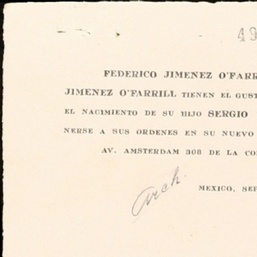 49
FEDERICO JIMENEZ O'FARR
JIMENEZ O'FARRILL TIENEN EL GUST
EL NACIMIENTO DE SU HIJO SERGIO
NERSE A SUS ORDENES EN SU NUEVO
AV. AMSTERDAM 308 DE LA CO
Arch.
MEXICO, SEP